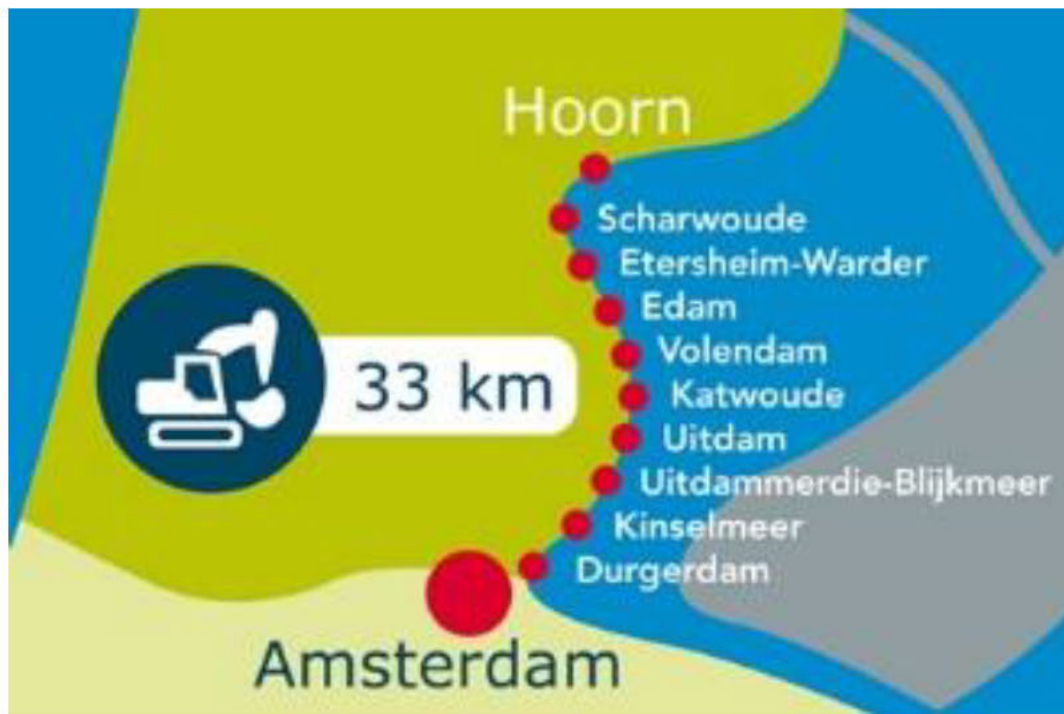 Hoorn
Scharwoude
Etersheim-Warder
Edam
Volendam
33 km
Katwoude
Uitdam
Uitdammerdie-Blijkmeer
Kinselmeer
Durgerdam
Amsterdam